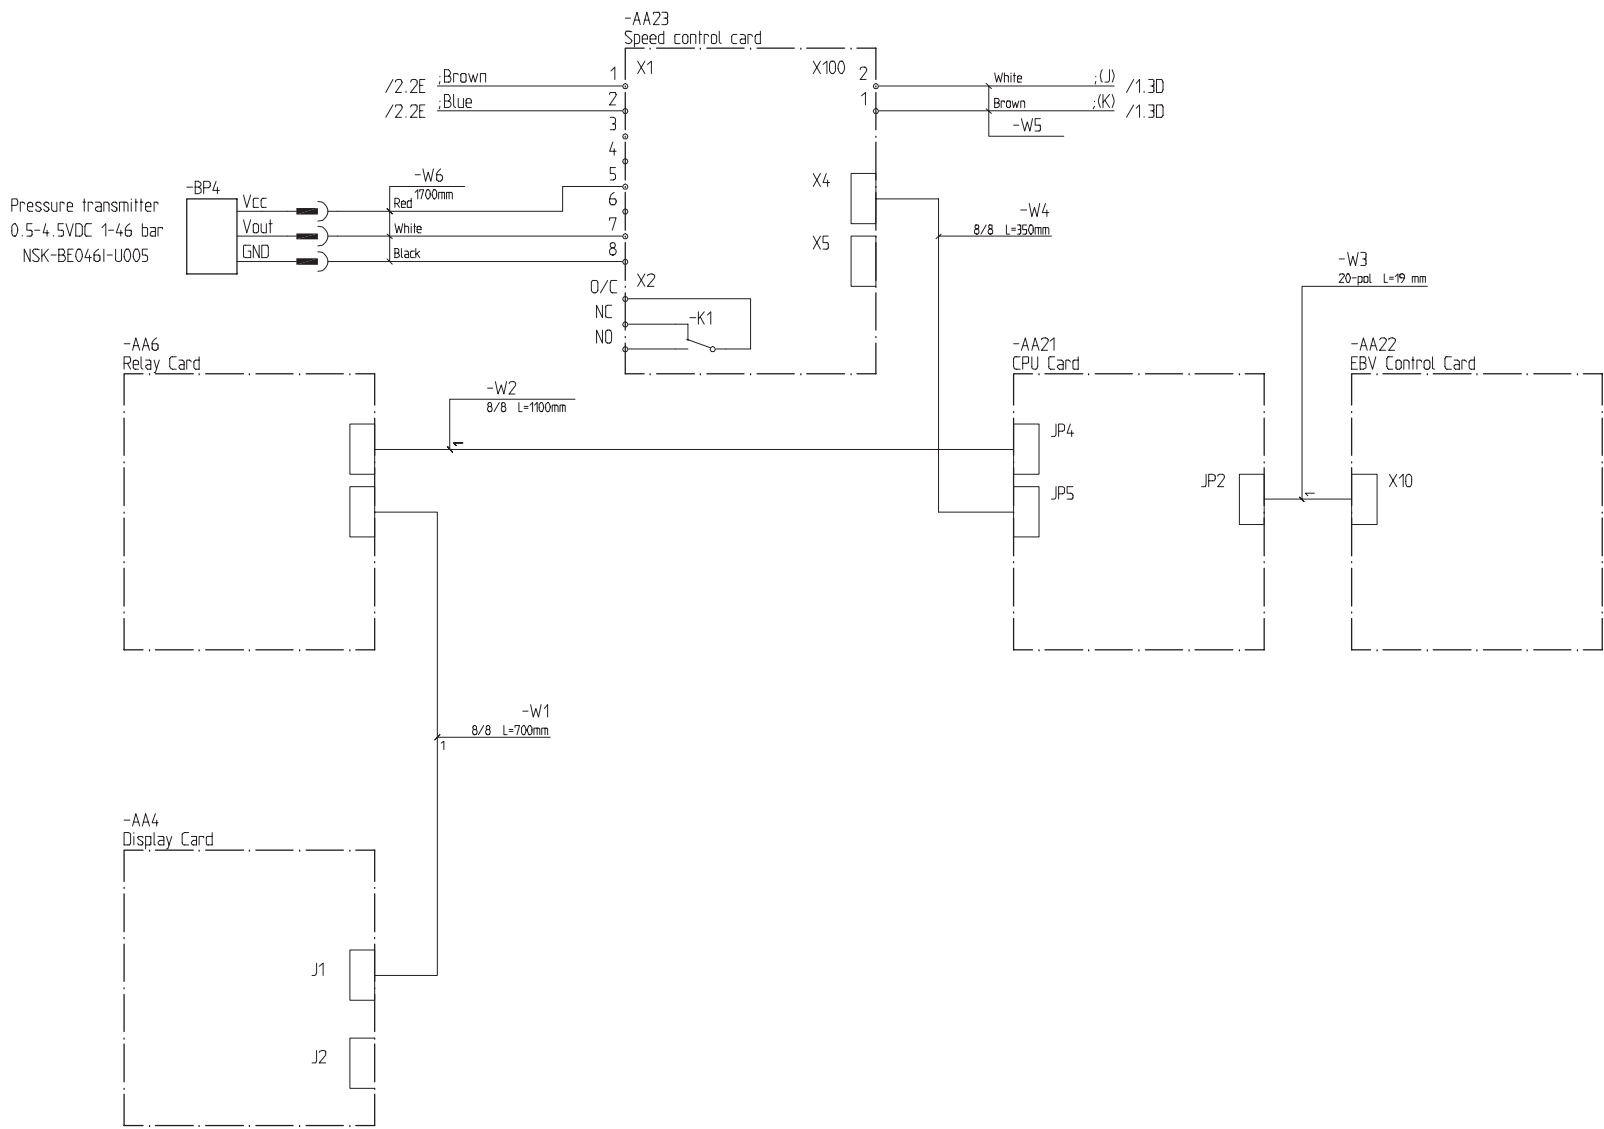 -AA23
Speed control card
/2.2E ;Brown 1 X1
/2.2E ;Blue 2
3
4
5
6
7
8
X100 2 White ;(J) /1.3D
1 Brown ;(K) /1.3D
-W5
-BP4
Pressure transmitter
0.5-4.5VDC 1-46 bar
NSK-BE046I-U005
Vcc
Vout
GND
-W6
1700mm
Red
White
Black
X4
X5
-W4
8/8 L=350mm
X2
O/C
NC
NO
-K1
-W3
20-pol L=19 mm
1
-AA6
Relay Card
-W2
8/8 L=1100mm
1
-AA21
CPU Card
JP4
JP5
JP2
-AA22
EBV Control Card
X10
-W1
8/8 L=700mm
1
-AA4
Display Card
J1
J2